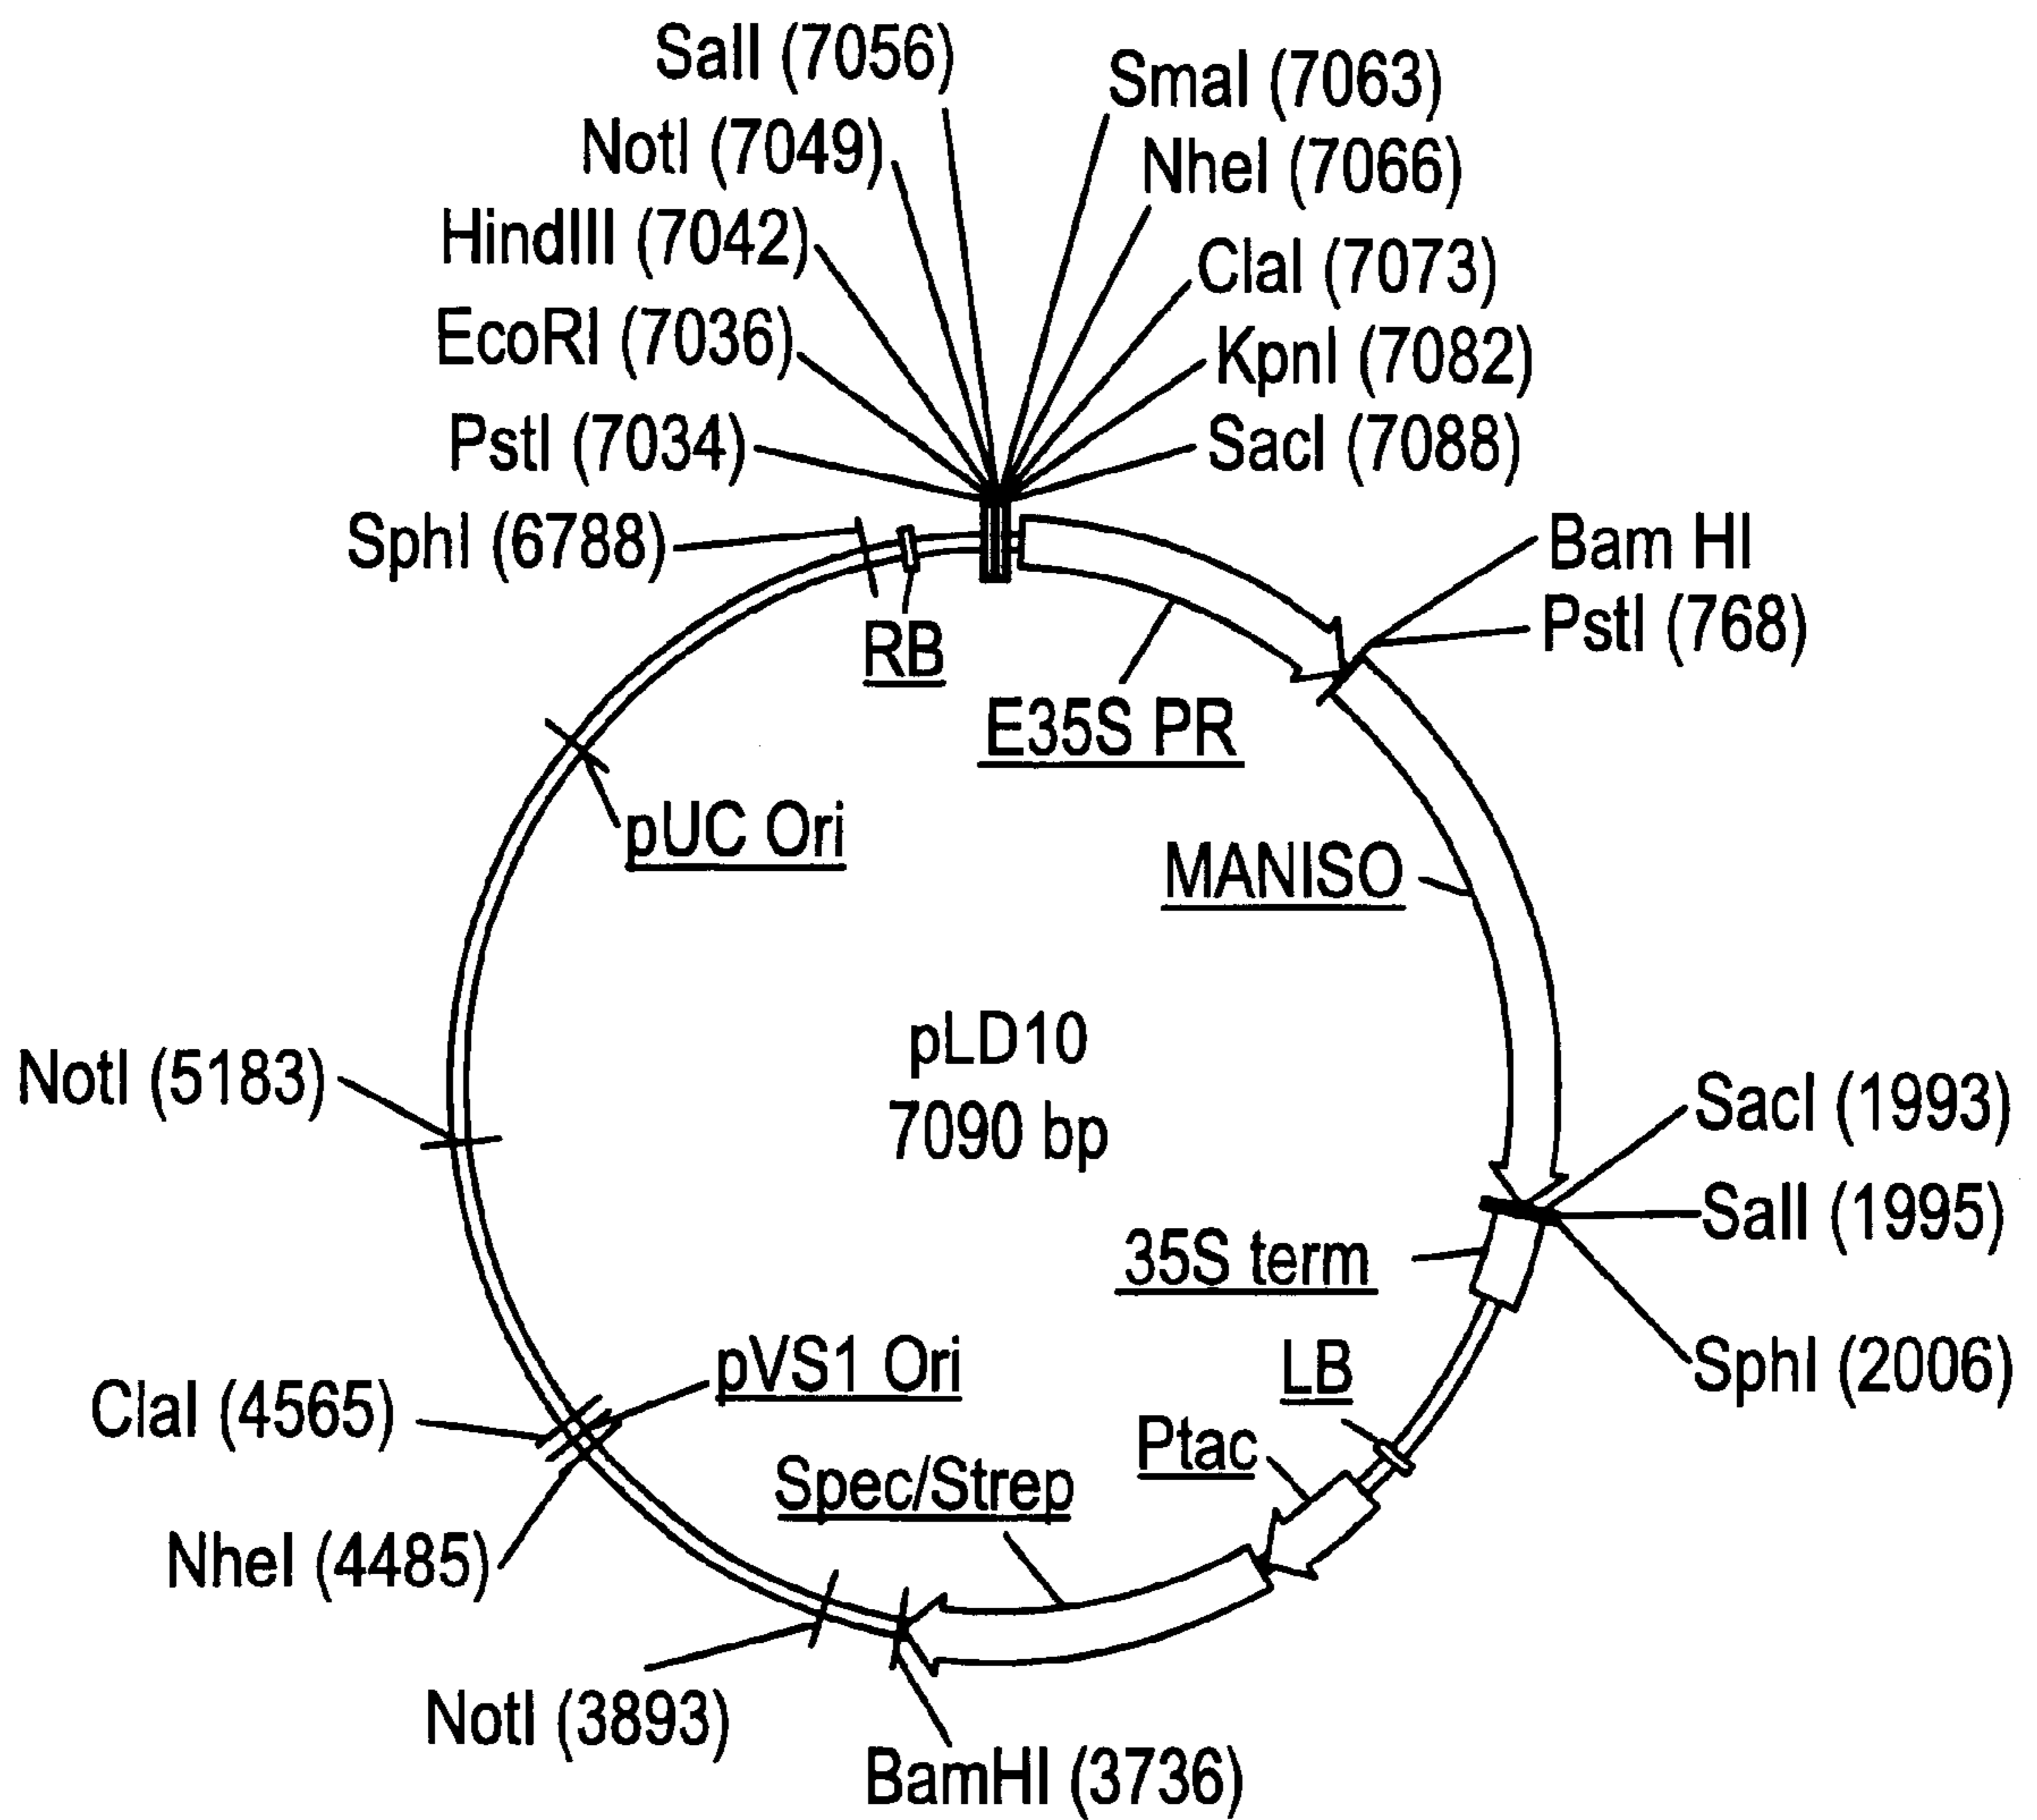 SalI (7056)
SmaI (7063)
NotI (7049)
NheI (7066)
HindIII (7042)
ClaI (7073)
EcoRI (7036)
KpnI (7082)
PstI (7034)
SacI (7088)
SphI (6788)
Bam HI
PstI (768)
RB
E35S PR
pUC Ori
MANISO
pLD10
7090 bp
NotI (5183)
SacI (1993)
SalI (1995)
35S term
SphI (2006)
LB
pVS1 Ori
ClaI (4565)
Ptac
Spec/Strep
NheI (4485)
NotI (3893)
BamHI (3736)